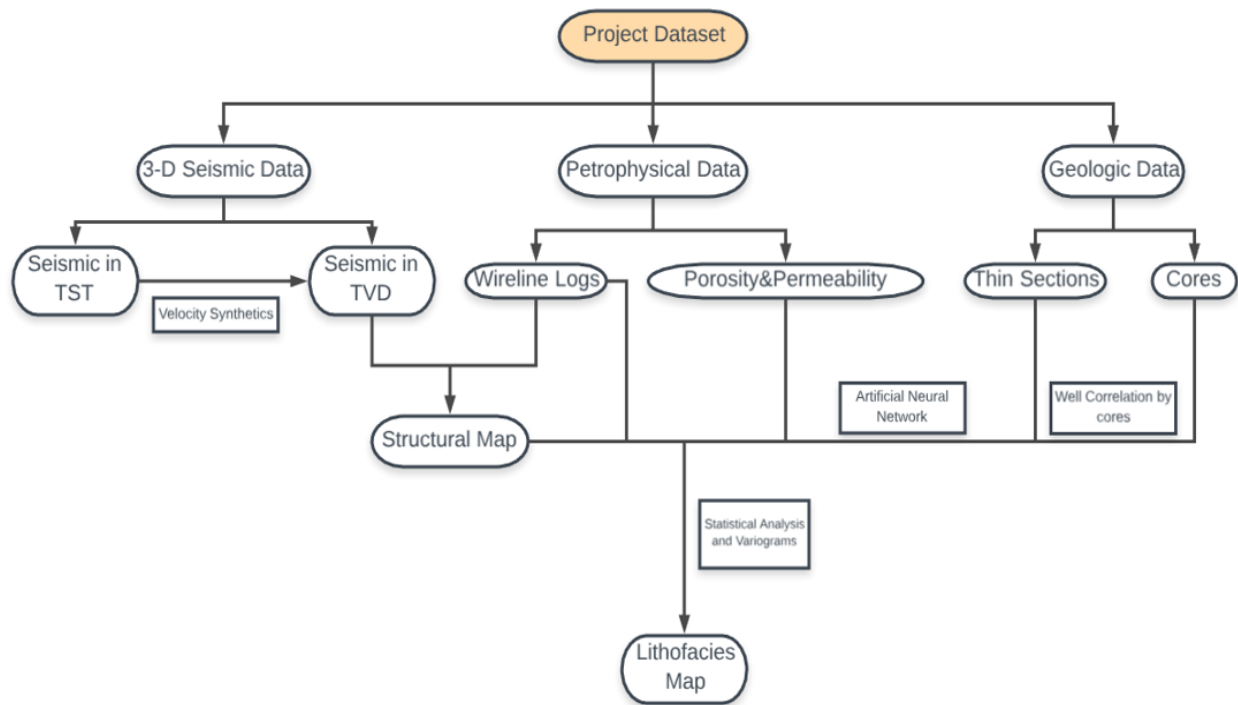 Project Dataset
3-D Seismic Data
Petrophysical Data
Geologic Data
Seismic in
TST
Seismic in
TVD
Wireline Logs
Porosity&Permeability
Thin Sections
Cores
Velocity Synthetics
Artificial Neural
Network
Well Correlation by
cores
Structural Map
Statistical Analysis
and Variograms
Lithofacies
Map